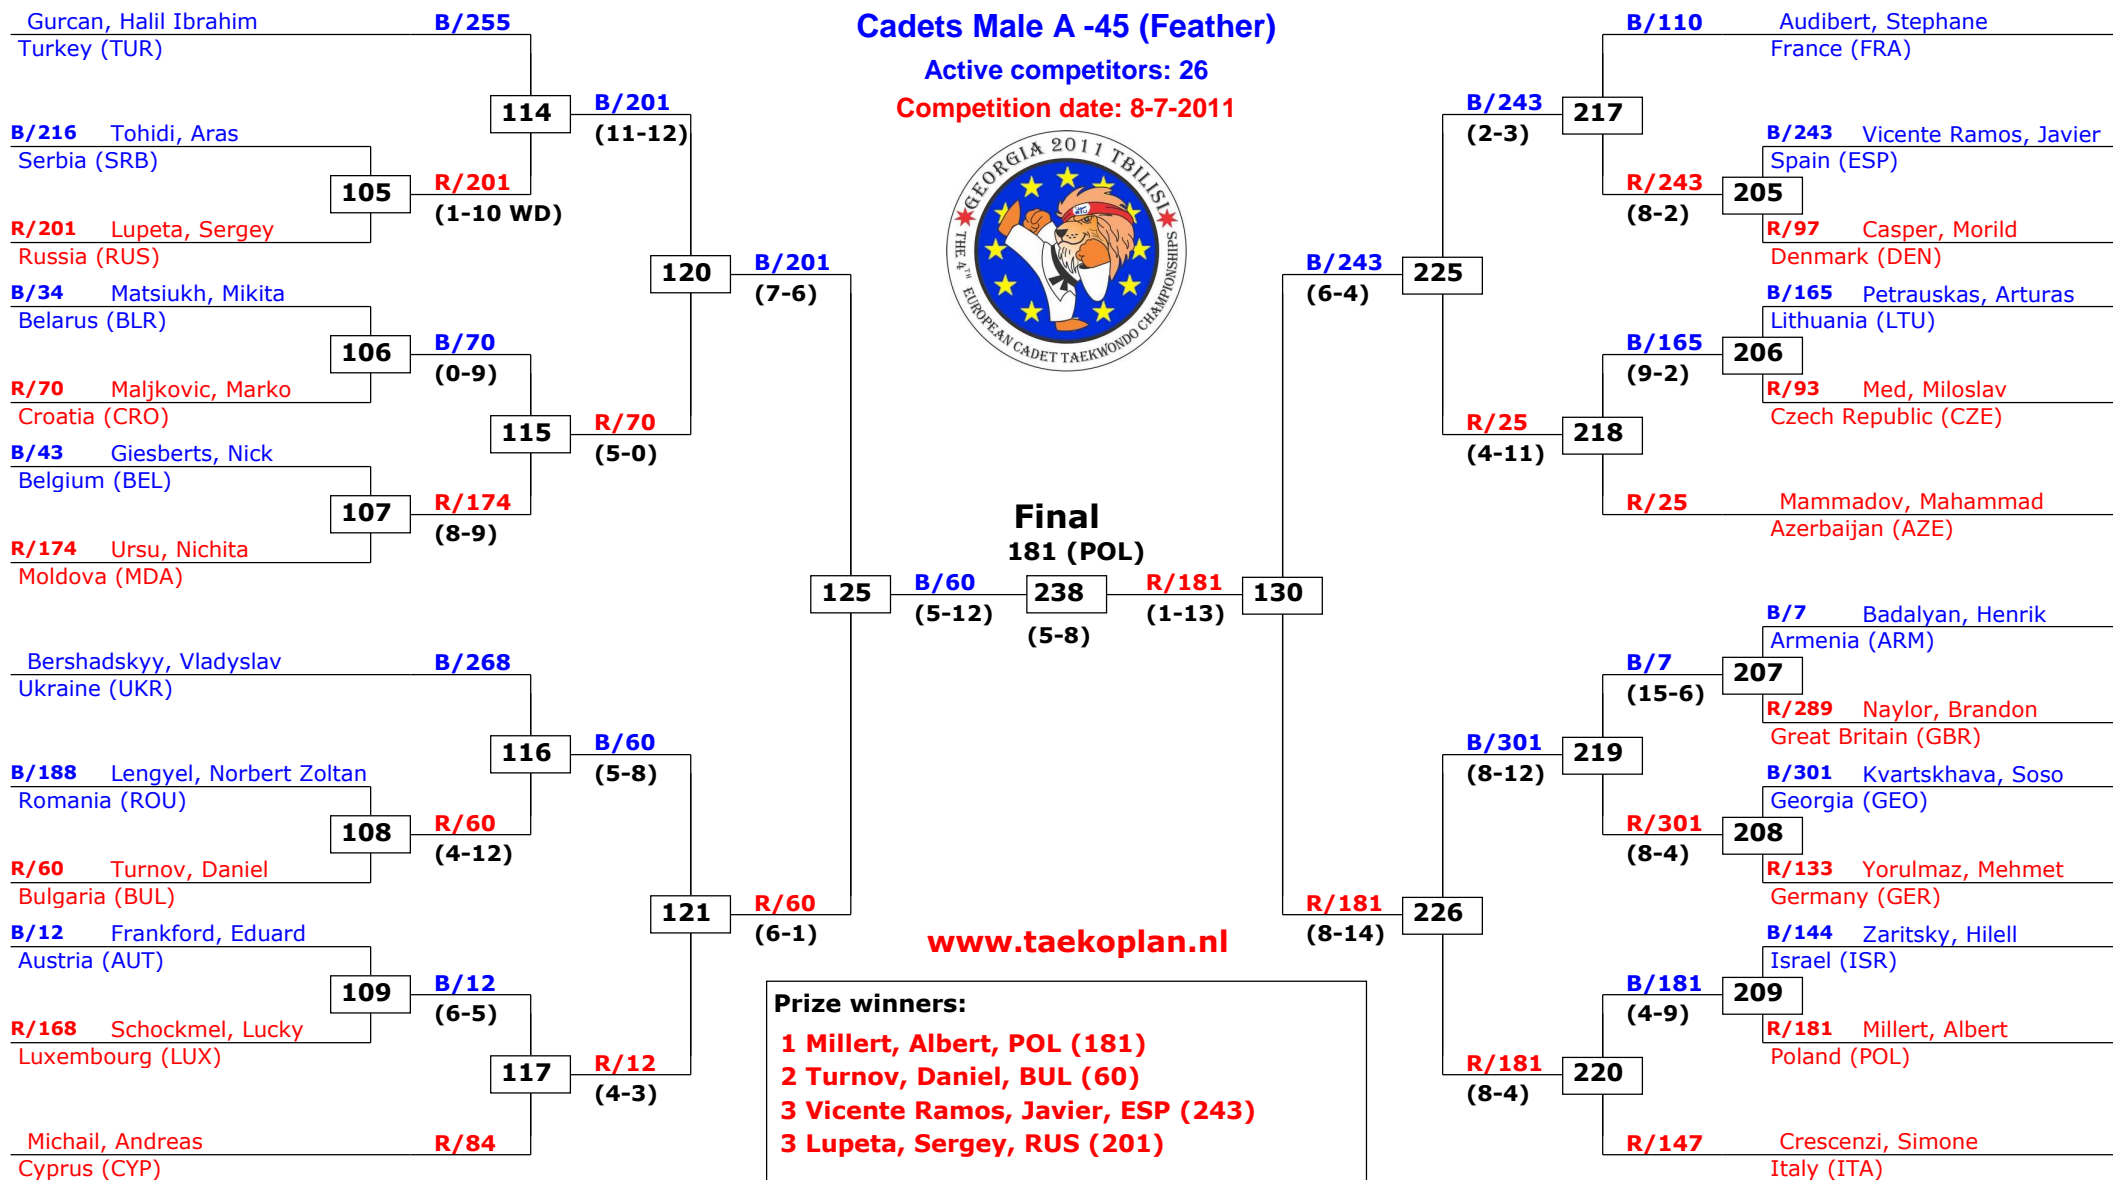 Cadets Male A -45 (Feather)
Active competitors: 26
Competition date: 8-7-2011
GEORGIA 2011 TBILISI
THE 4TH EUROPEAN CADET TAEKWONDO CHAMPIONSHIPS
Gurcan, Halil Ibrahim B/255
Turkey (TUR)
114
B/201
(11-12)
B/216 Tohidi, Aras
Serbia (SRB)
105
R/201
(1-10 WD)
R/201 Lupeta, Sergey
Russia (RUS)
120
B/201
(7-6)
B/34 Matsiukh, Mikita
Belarus (BLR)
106
B/70
(0-9)
R/70 Maljkovic, Marko
Croatia (CRO)
115
R/70
(5-0)
B/43 Giesberts, Nick
Belgium (BEL)
107
R/174
(8-9)
R/174 Ursu, Nichita
Moldova (MDA)
125
B/60
(5-12)
Bershadskyy, Vladyslav B/268
Ukraine (UKR)
116
B/60
(5-8)
B/188 Lengyel, Norbert Zoltan
Romania (ROU)
108
R/60
(4-12)
R/60 Turnov, Daniel
Bulgaria (BUL)
121
R/60
(6-1)
B/12 Frankford, Eduard
Austria (AUT)
109
B/12
(6-5)
R/168 Schockmel, Lucky
Luxembourg (LUX)
117
R/12
(4-3)
Michail, Andreas R/84
Cyprus (CYP)
Final
181 (POL)
238
(5-8)
R/181
(1-13)
130
B/110 Audibert, Stephane
France (FRA)
B/243
(2-3)
217
B/243 Vicente Ramos, Javier
Spain (ESP)
R/243
(8-2)
205
R/97 Casper, Morild
Denmark (DEN)
B/243
(6-4)
225
B/165 Petrauskas, Arturas
Lithuania (LTU)
B/165
(9-2)
206
R/93 Med, Miloslav
Czech Republic (CZE)
R/25
(4-11)
218
R/25 Mammadov, Mahammad
Azerbaijan (AZE)
B/7 Badalyan, Henrik
Armenia (ARM)
B/7
(15-6)
207
R/289 Naylor, Brandon
Great Britain (GBR)
B/301
(8-12)
219
B/301 Kvartskhava, Soso
Georgia (GEO)
R/301
(8-4)
208
R/133 Yorulmaz, Mehmet
Germany (GER)
R/181
(8-14)
226
B/144 Zaritsky, Hilell
Israel (ISR)
B/181
(4-9)
209
R/181 Millert, Albert
Poland (POL)
R/181
(8-4)
220
R/147 Crescenzi, Simone
Italy (ITA)
www.taekoplan.nl
Prize winners:
1 Millert, Albert, POL (181)
2 Turnov, Daniel, BUL (60)
3 Vicente Ramos, Javier, ESP (243)
3 Lupeta, Sergey, RUS (201)